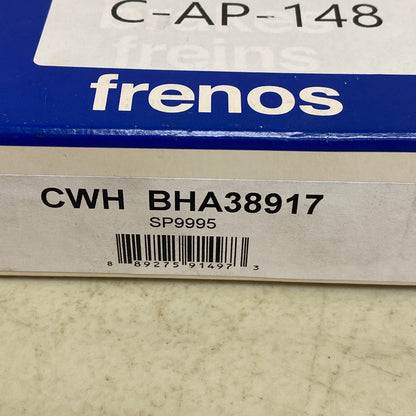 C-AP-148
freins
frenos
CWH BHA38917
SP9995
8 89275 91497 3